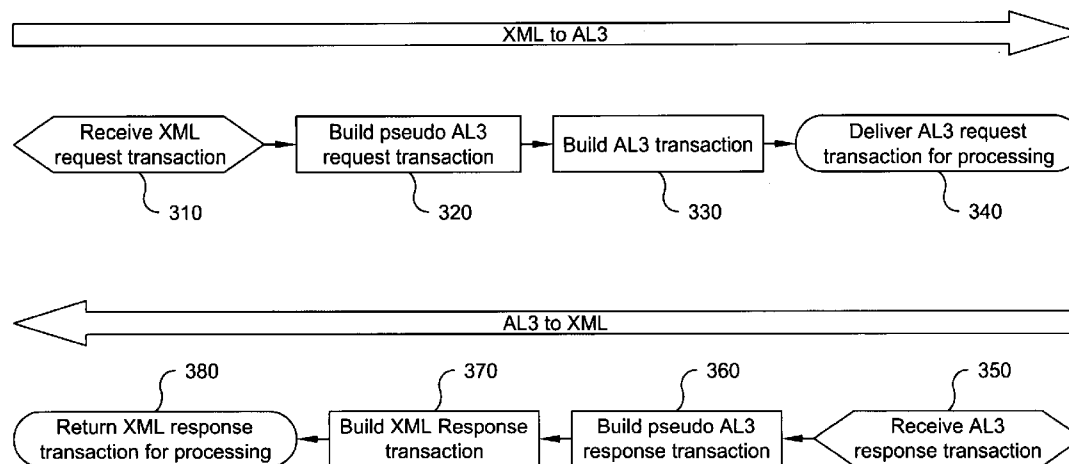 XML to AL3
Receive XML
request transaction
Build pseudo AL3
request transaction
Build AL3 transaction
Deliver AL3 request
transaction for processing
310
320
330
340
AL3 to XML
380
370
360
350
Return XML response
transaction for processing
Build XML Response
transaction
Build pseudo AL3
response transaction
Receive AL3
response transaction